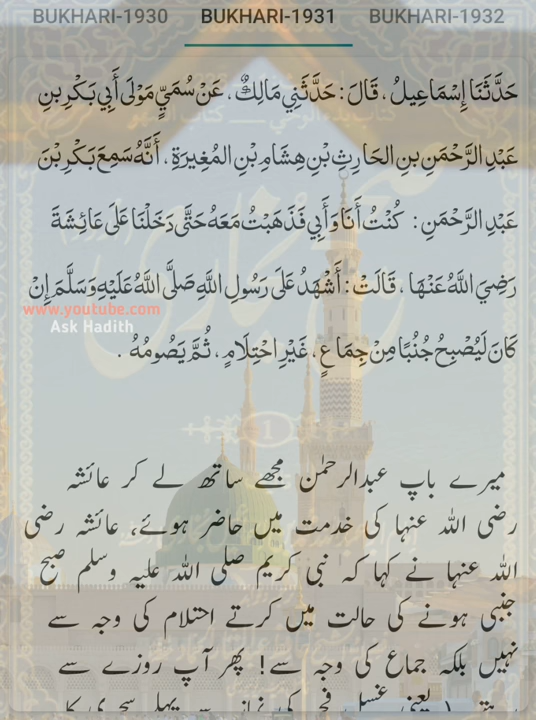 BUKHARI-1930 BUKHARI-1931 BUKHARI-1932
حَدَّثَنَا إِسْمَاعِيلُ ، قَالَ : حَدَّثَنِي مَالِكٌ ، عَنْ سُمَيٍّ مَوْلَى أَبِي بَكْرِ بْنِ
عَبْدِ الرَّحْمَنِ بنِ الحَارِثِ بْنِ هِشَامِ بْنِ المُغِيرَةِ ، أَنَّهُ سَمِعَ بَكْرِ بْنَ
عَبْدِ الرَّحْمَنِ : كُنْتُ أَنَا وَأَبِي فَذَهَبْتُ مَعَهُ حَتَّى دَخَلْنَا عَلَى عَائِشَةَ
رَضِيَ اللَّهُ عَنْهَا ، قَالَتْ : أَشْهَدُ عَلَى رَسُولِ اللَّهِ صَلَّى اللَّهُ عَلَيْهِ وَسَلَّمَ إِنْ
www.youtube.com
Ask Hadith
كَانَ لَيُصْبِحُ جُنُبًا مِنْ جِمَاعٍ ، غَيْرِ احْتِلَامٍ ، ثُمَّ يَصُومُهُ .
میرے باپ عبدالرحمٰن مجھے ساتھ لے کر عائشہ
رضی اللہ عنہا کی خدمت میں حاضر ہوئے، عائشہ رضی
اللہ عنہا نے کہا کہ نبی کریم صلی اللہ علیہ وسلم صبح
جنبی ہونے کی حالت میں کرتے احتلام کی وجہ سے
نہیں بلکہ جماع کی وجہ سے! پھر آپ روزے سے